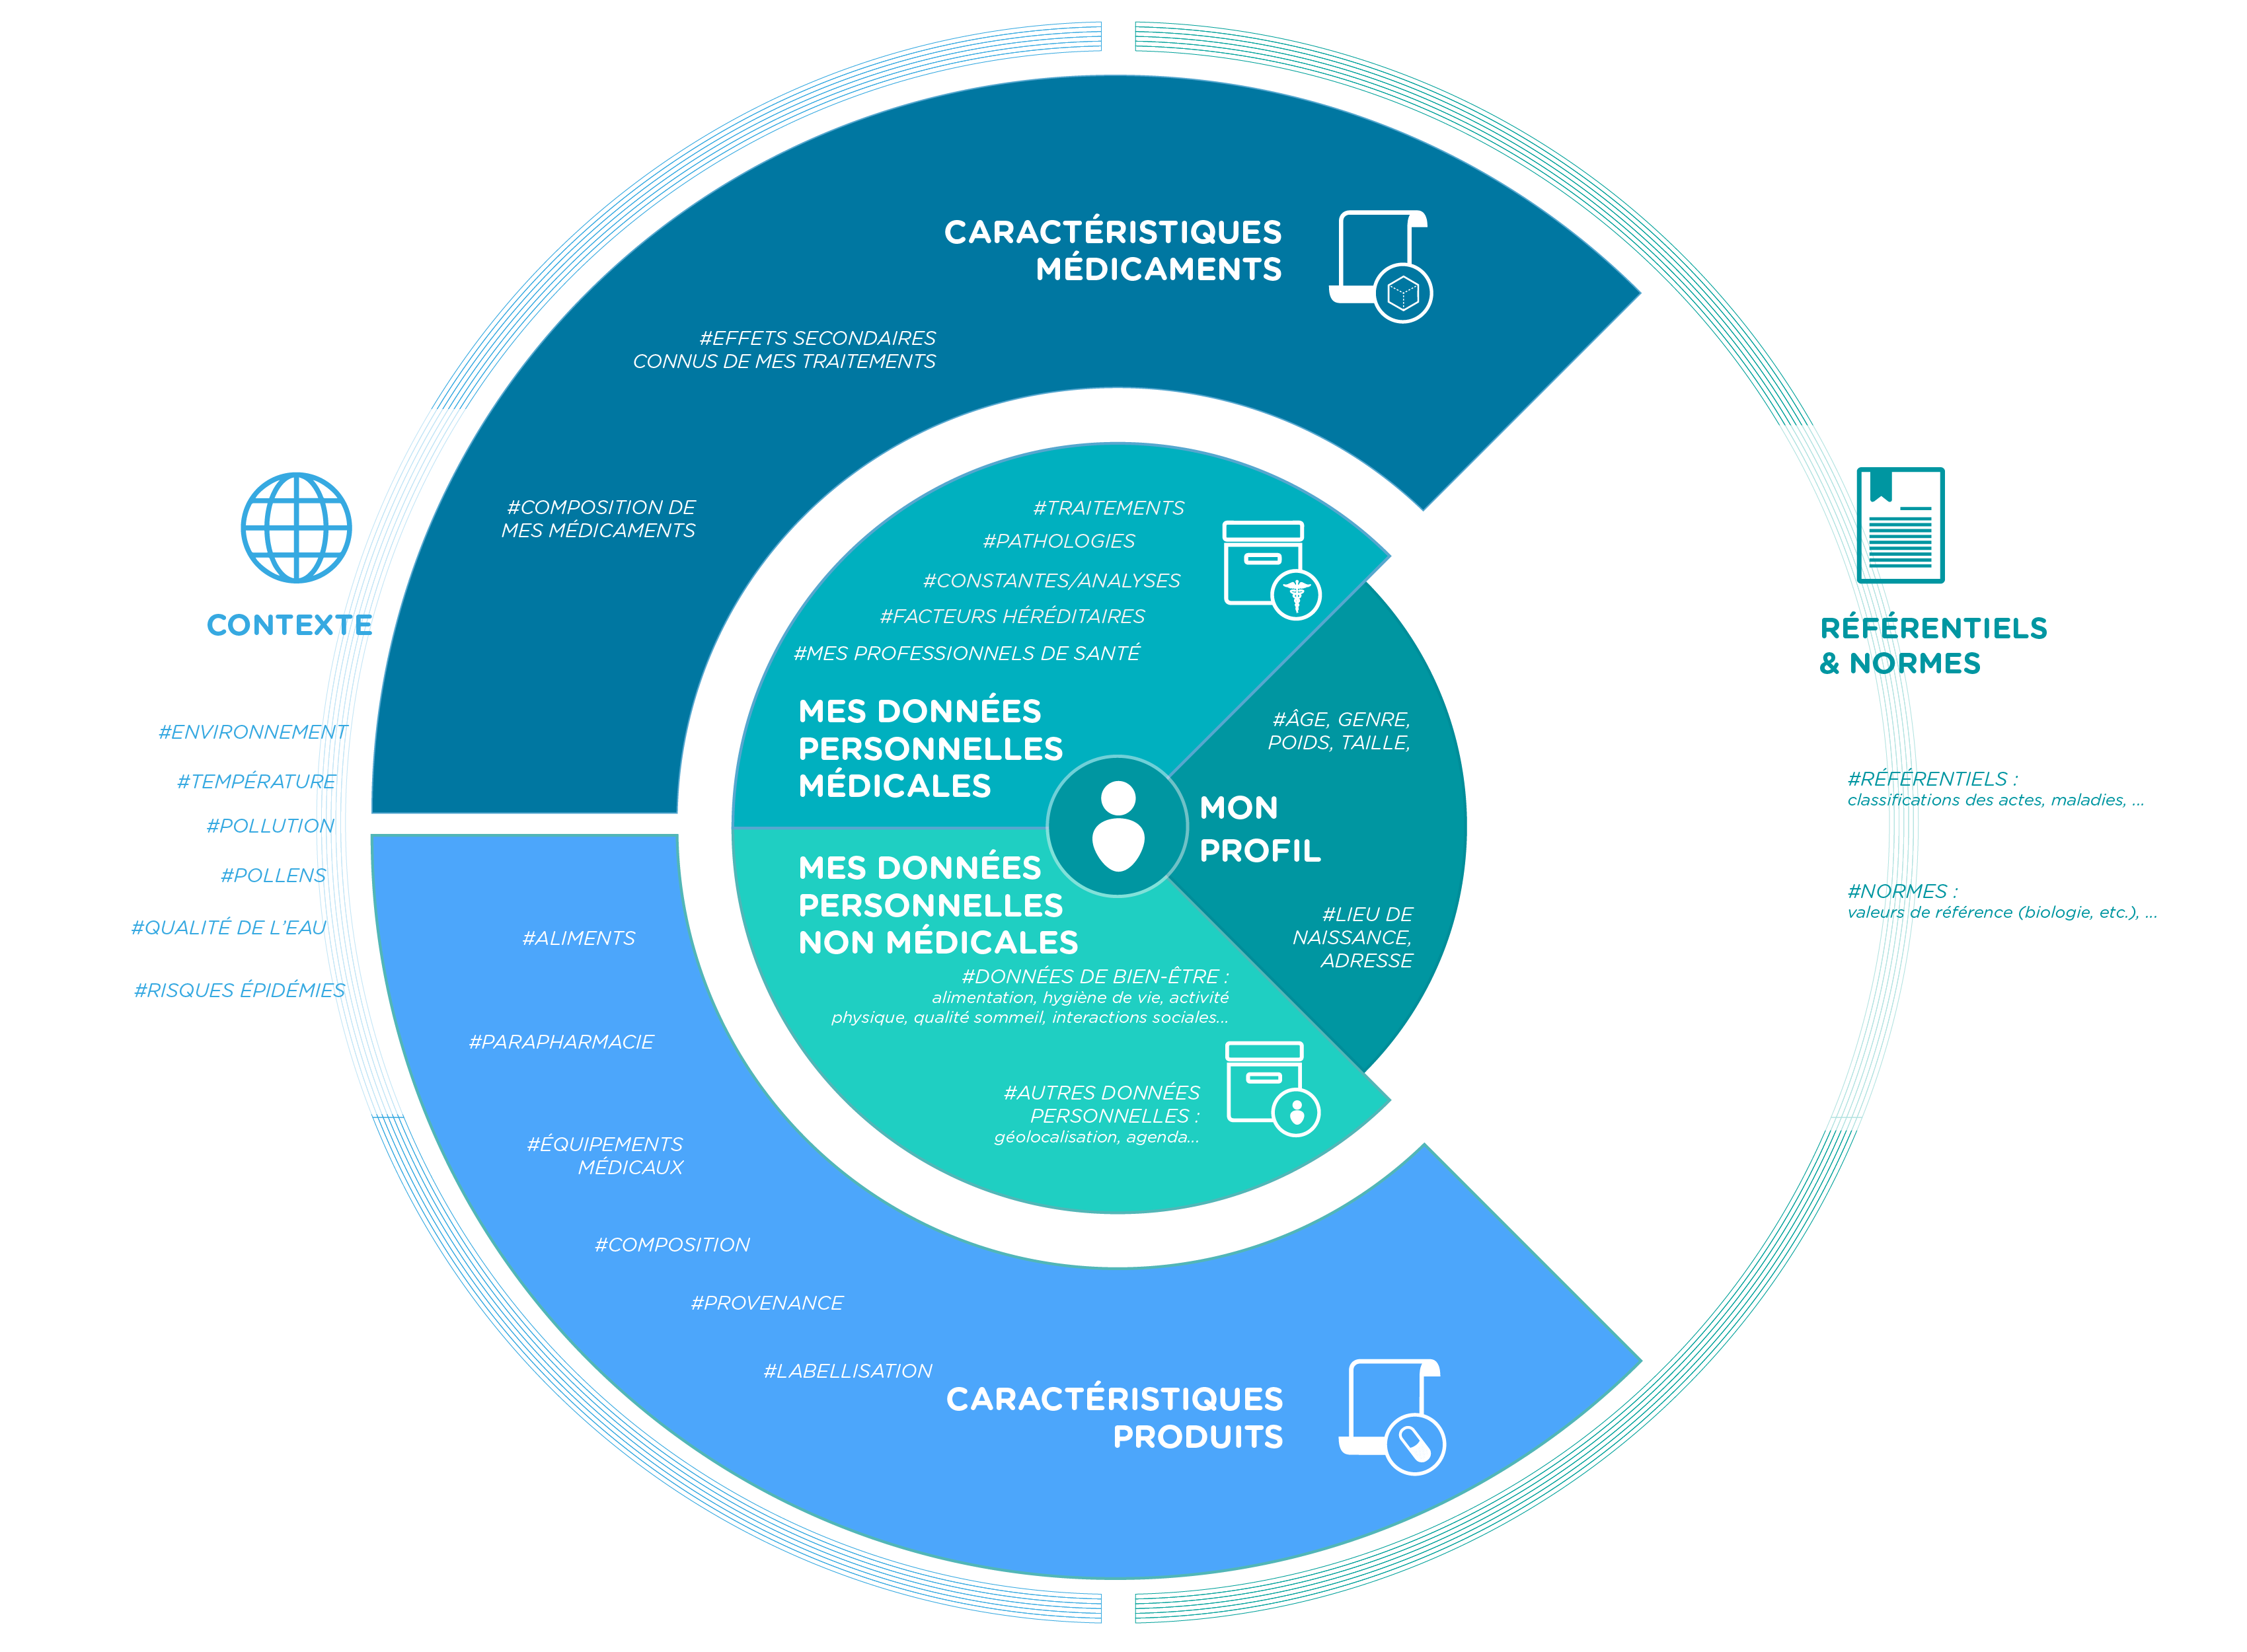 CARACTÉRISTIQUES
MÉDICAMENTS
#EFFETS SECONDAIRES
CONNUS DE MES TRAITEMENTS
#COMPOSITION DE
MES MÉDICAMENTS
CONTEXTE
#ENVIRONNEMENT
#TEMPÉRATURE
#POLLUTION
#POLLENS
#QUALITÉ DE L'EAU
#RISQUES ÉPIDÉMIES
#TRAITEMENTS
#PATHOLOGIES
#CONSTANTES/ANALYSES
#FACTEURS HÉRÉDITAIRES
#MES PROFESSIONNELS DE SANTÉ
MES DONNÉES
PERSONNELLES
MÉDICALES
#ÂGE, GENRE,
POIDS, TAILLE,
MON
PROFIL
#LIEU DE
NAISSANCE,
ADRESSE
MES DONNÉES
PERSONNELLES
NON MÉDICALES
#DONNÉES DE BIEN-ÊTRE :
alimentation, hygiène de vie, activité
physique, qualité sommeil, interactions sociales...
#AUTRES DONNÉES
PERSONNELLES :
géolocalisation, agenda...
RÉFÉRENTIELS
& NORMES
#RÉFÉRENTIELS :
classifications des actes, maladies, ...
#NORMES :
valeurs de référence (biologie, etc.), ...
#ALIMENTS
#PARAPHARMACIE
#ÉQUIPEMENTS
MÉDICAUX
#COMPOSITION
#PROVENANCE
#LABELLISATION
CARACTÉRISTIQUES
PRODUITS